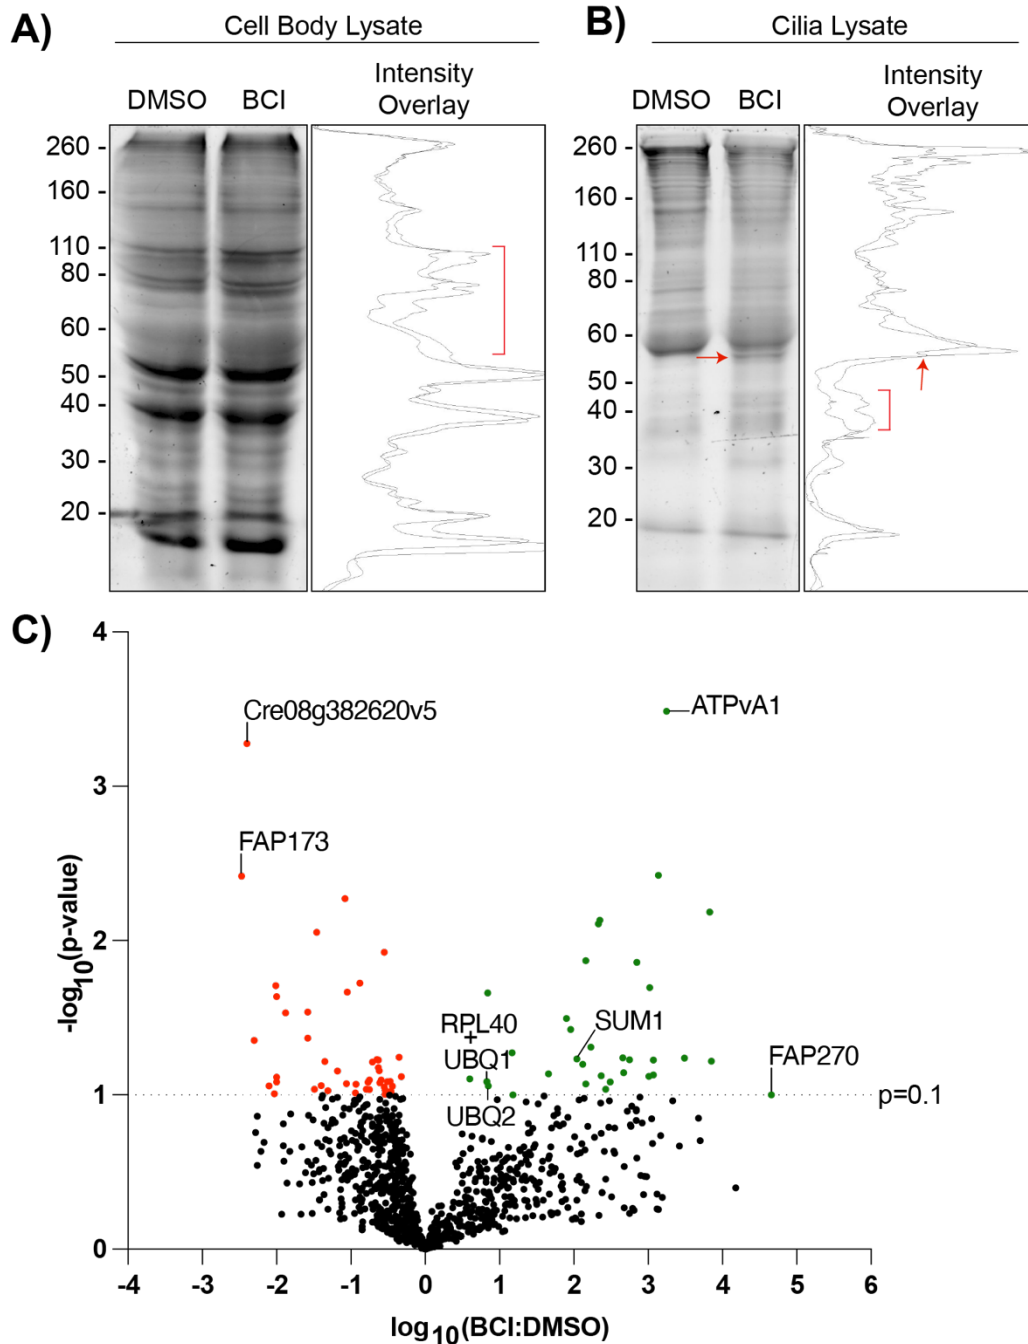 A)
Cell Body Lysate
DMSO
BCI
Intensity
Overlay
260 -
160 -
110 -
80 -
60 -
50 -
40 -
30 -
20 -
B)
Cilia Lysate
DMSO
BCI
Intensity
Overlay
260 -
160 -
110 -
80 -
60 -
50 -
40 -
30 -
20 -
C)
4
3
2
1
0
-log10(p-value)
Cre08g382620v5
FAP173
ATPvA1
RPL40
+
UBQ1
UBQ2
SUM1
FAP270
p=0.1
-4 -3 -2 -1 0 1 2 3 4 5 6
log10(BCI:DMSO)